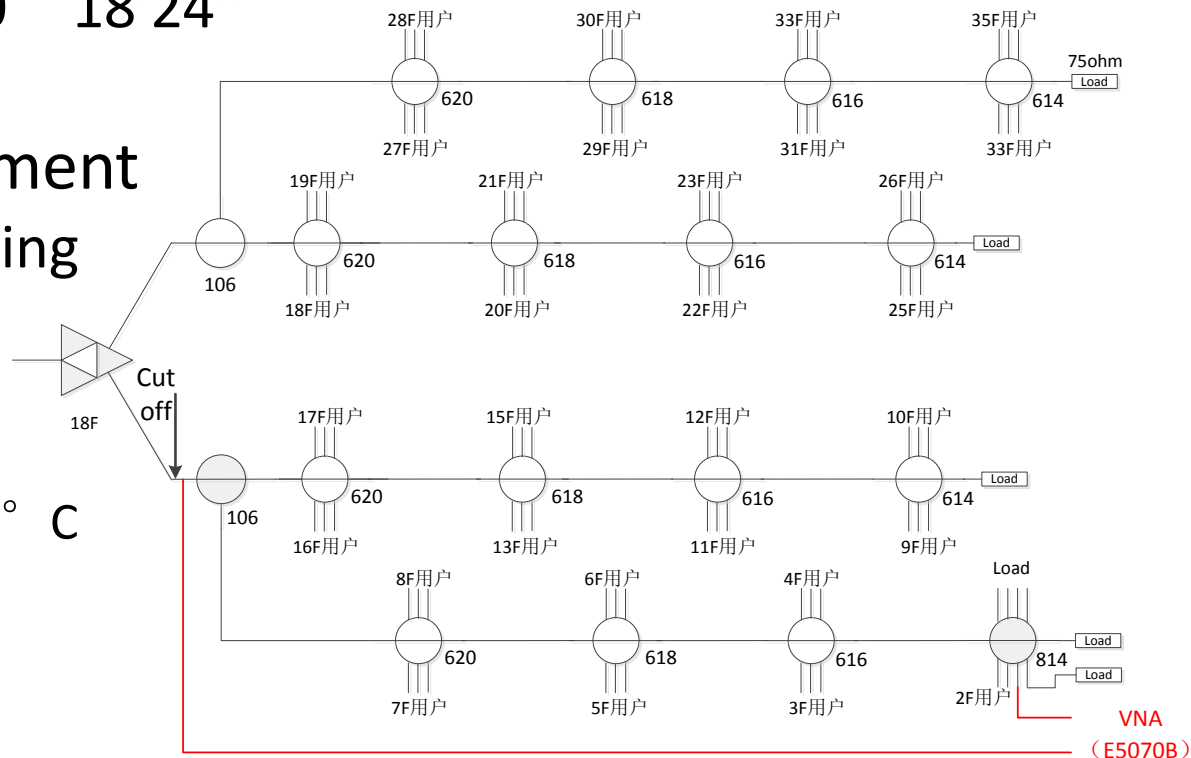 18 24
ment
ing
° c
28F用户
30F用户
33F用户
35F用户
75ohm
Load
620
618
616
614
27F用户
29F用户
31F用户
33F用户
19F用户
21F用户
23F用户
26F用户
Load
106
620
618
616
614
18F用户
20F用户
22F用户
25F用户
18F
Cut
off
17F用户
15F用户
12F用户
10F用户
Load
106
620
618
616
614
16F用户
13F用户
11F用户
9F用户
8F用户
6F用户
4F用户
Load
Load
620
618
616
814
Load
7F用户
5F用户
3F用户
2F用户
VNA
（E5070B）